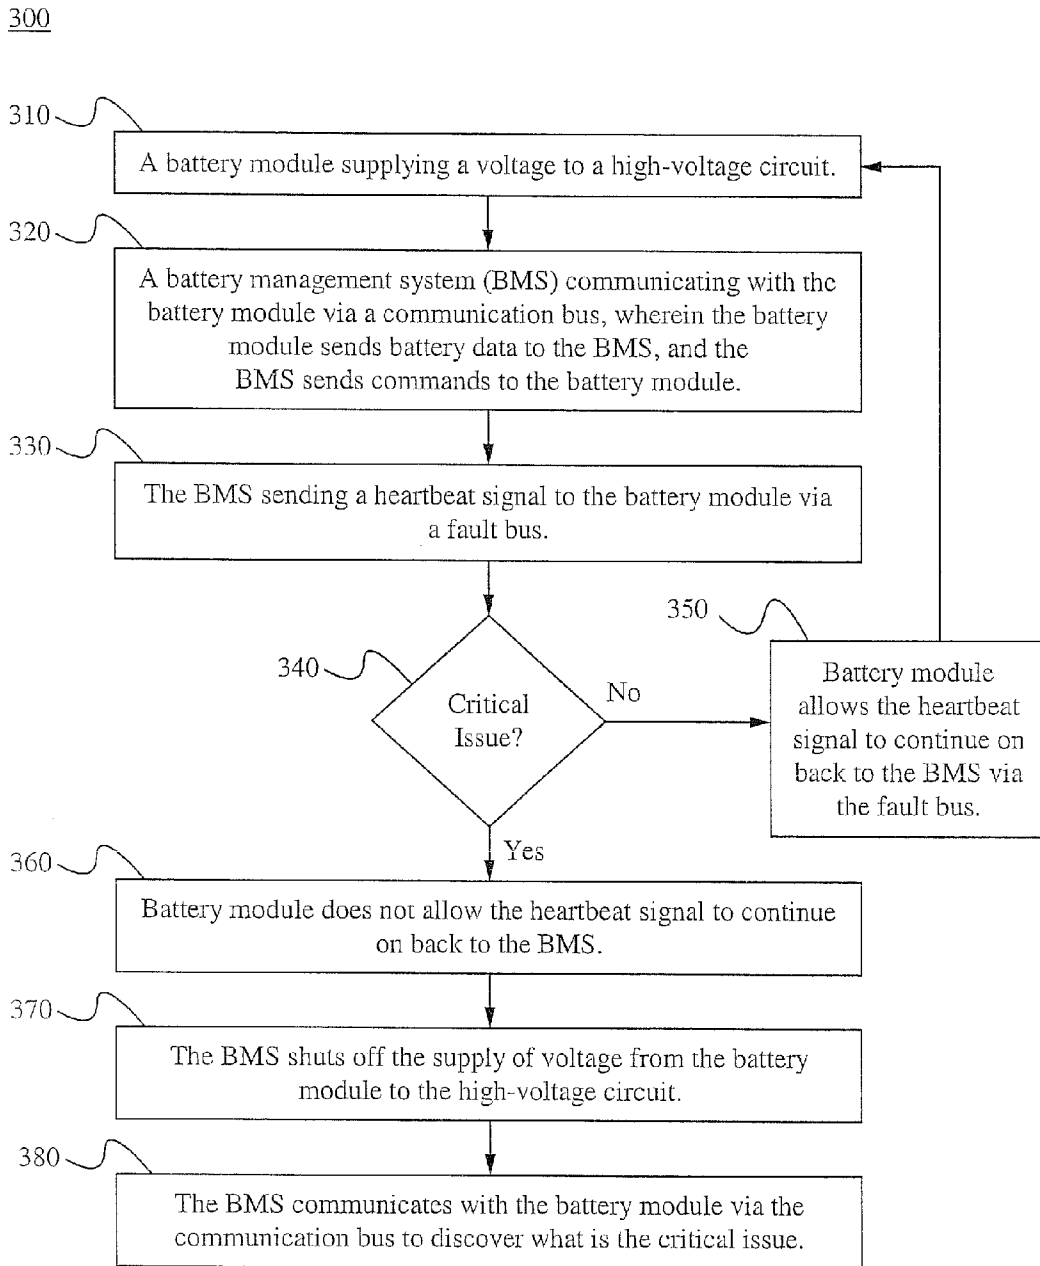 300
310
A battery module supplying a voltage to a high-voltage circuit.
320
A battery management system (BMS) communicating with the
battery module via a communication bus, wherein the battery
module sends battery data to the BMS, and the
BMS sends commands to the battery module.
330
The BMS sending a heartbeat signal to the battery module via
a fault bus.
340
Critical
Issue?
No
350
Battery module
allows the heartbeat
signal to continue on
back to the BMS via
the fault bus.
Yes
360
Battery module does not allow the heartbeat signal to continue
on back to the BMS.
370
The BMS shuts off the supply of voltage from the battery
module to the high-voltage circuit.
380
The BMS communicates with the battery module via the
communication bus to discover what is the critical issue.